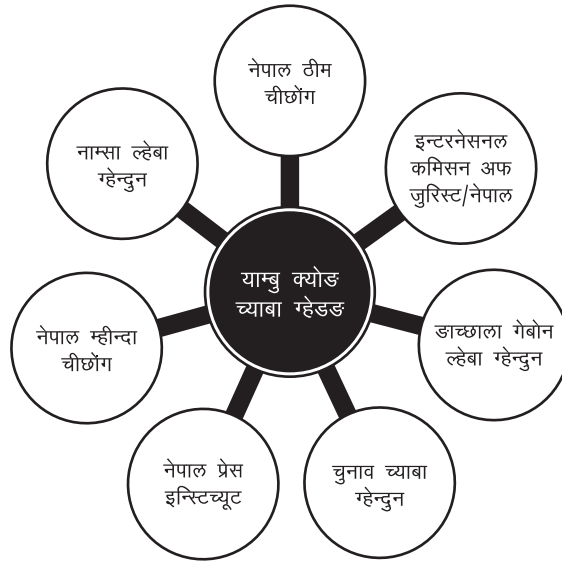 नेपाल ठीम
चीछोंग
इन्टरनेसनल
कमिसन अफ
जुरिस्ट/नेपाल
ङाच्छाला गेबोन
ल्हेबा ग्हेन्दुन
चुनाव च्याबा
ग्हेन्दुन
नेपाल प्रेस
इन्स्टिच्यूट
नेपाल म्हीन्दा
चीछोंग
नाम्सा ल्हेबा
ग्हेन्दुन
याम्बु क्योङ
च्याबा ग्हेडङ